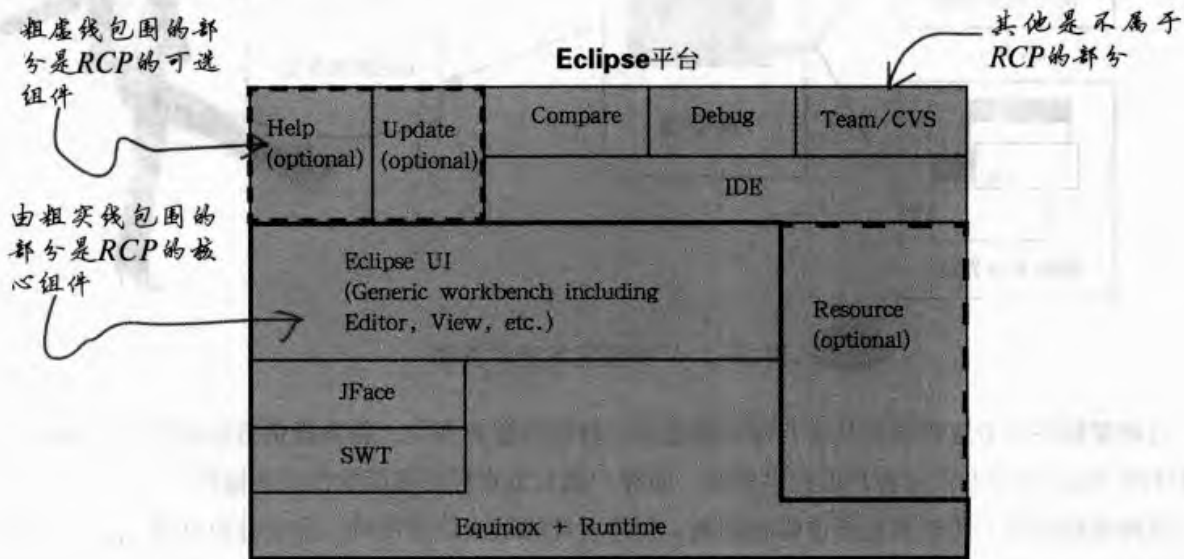 粗虚线包围的部
分是RCP的可选
组件
其他是不属于
RCP的部分
Eclipse平台
Help
(optional)
Update
(optional)
Compare
Debug
Team/CVS
IDE
由粗实线包围的
部分是RCP的核
心组件
Eclipse UI
(Generic workbench including
Editor, View, etc.)
Resource
(optional)
JFace
SWT
Equinox + Runtime